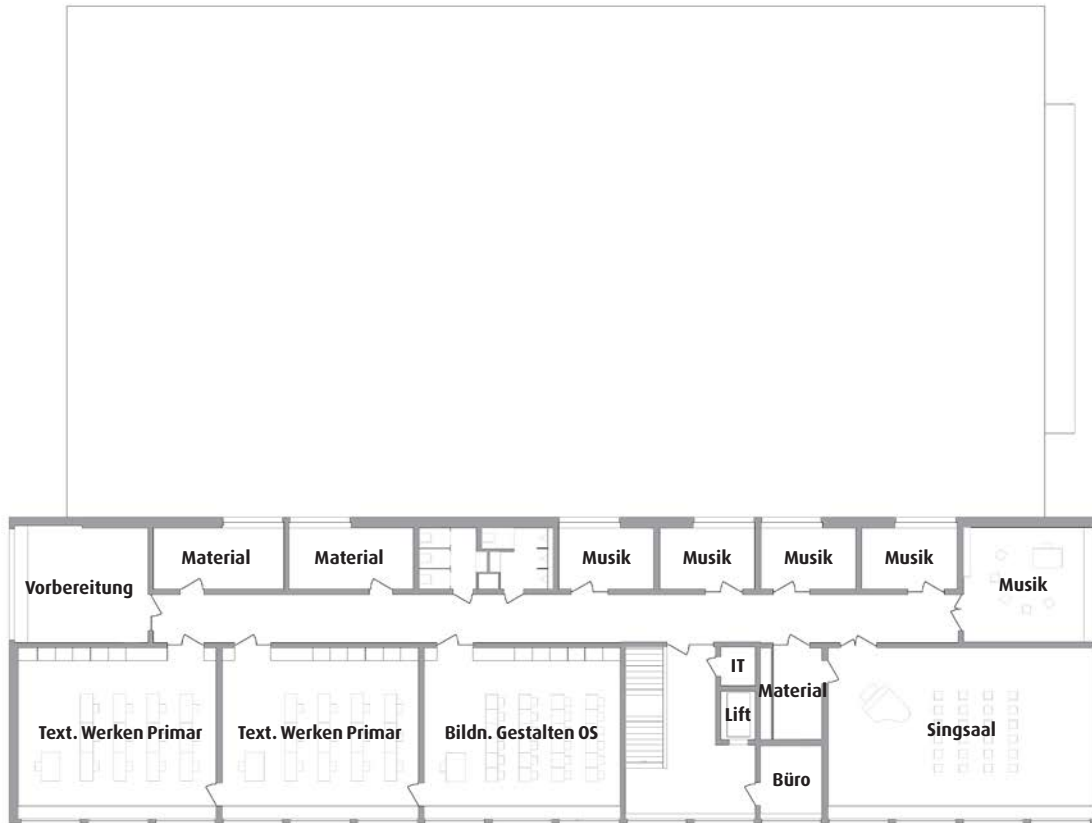 Material
Material
Musik
Musik
Musik
Musik
Vorbereitung
Musik
IT
Material
Lift
Text. Werken Primar
Text. Werken Primar
Bildn. Gestalten OS
Singsaal
Büro